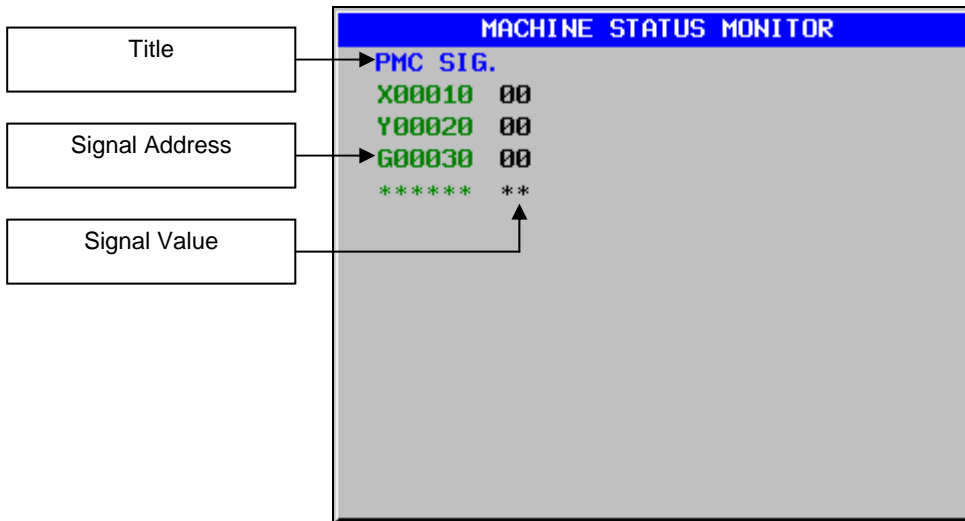 MACHINE STATUS MONITOR
Title
PMC SIG.
X00010 00
Y00020 00
Signal Address
G00030 00
****** **
Signal Value